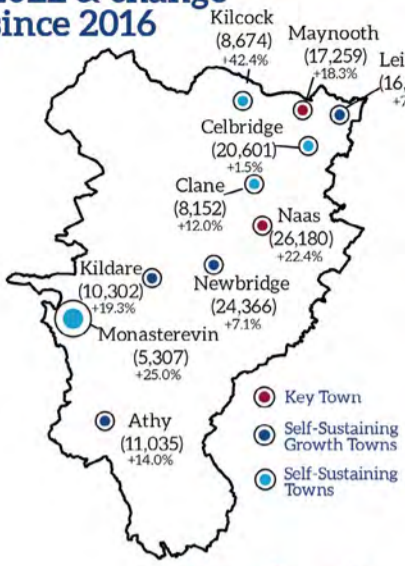 since 2016
Kilcock
(8,674)
+42.4%
Maynooth
(17,259)
+18.3%
Celbridge
(20,601)
+1.5%
Clane
(8,152)
+12.0%
Naas
(26,180)
+22.4%
Kildare
(10,302)
+19.3%
Newbridge
(24,366)
+7.1%
Monasterevin
(5,307)
+25.0%
Athy
(11,035)
+14.0%
Key Town
Self-Sustaining
Growth Towns
Self-Sustaining
Towns